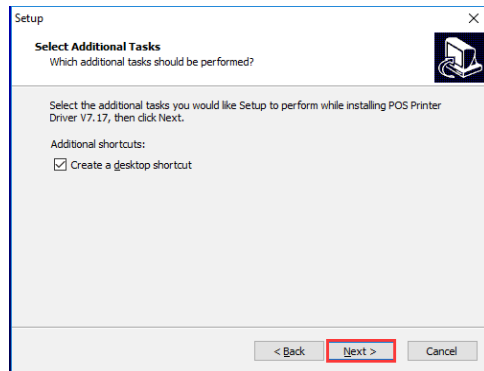 Setup
Select Additional Tasks
Which additional tasks should be performed?
Select the additional tasks you would like Setup to perform while installing POS Printer
Driver V7.17, then click Next.
Additional shortcuts:
Create a desktop shortcut
< Back Next > Cancel